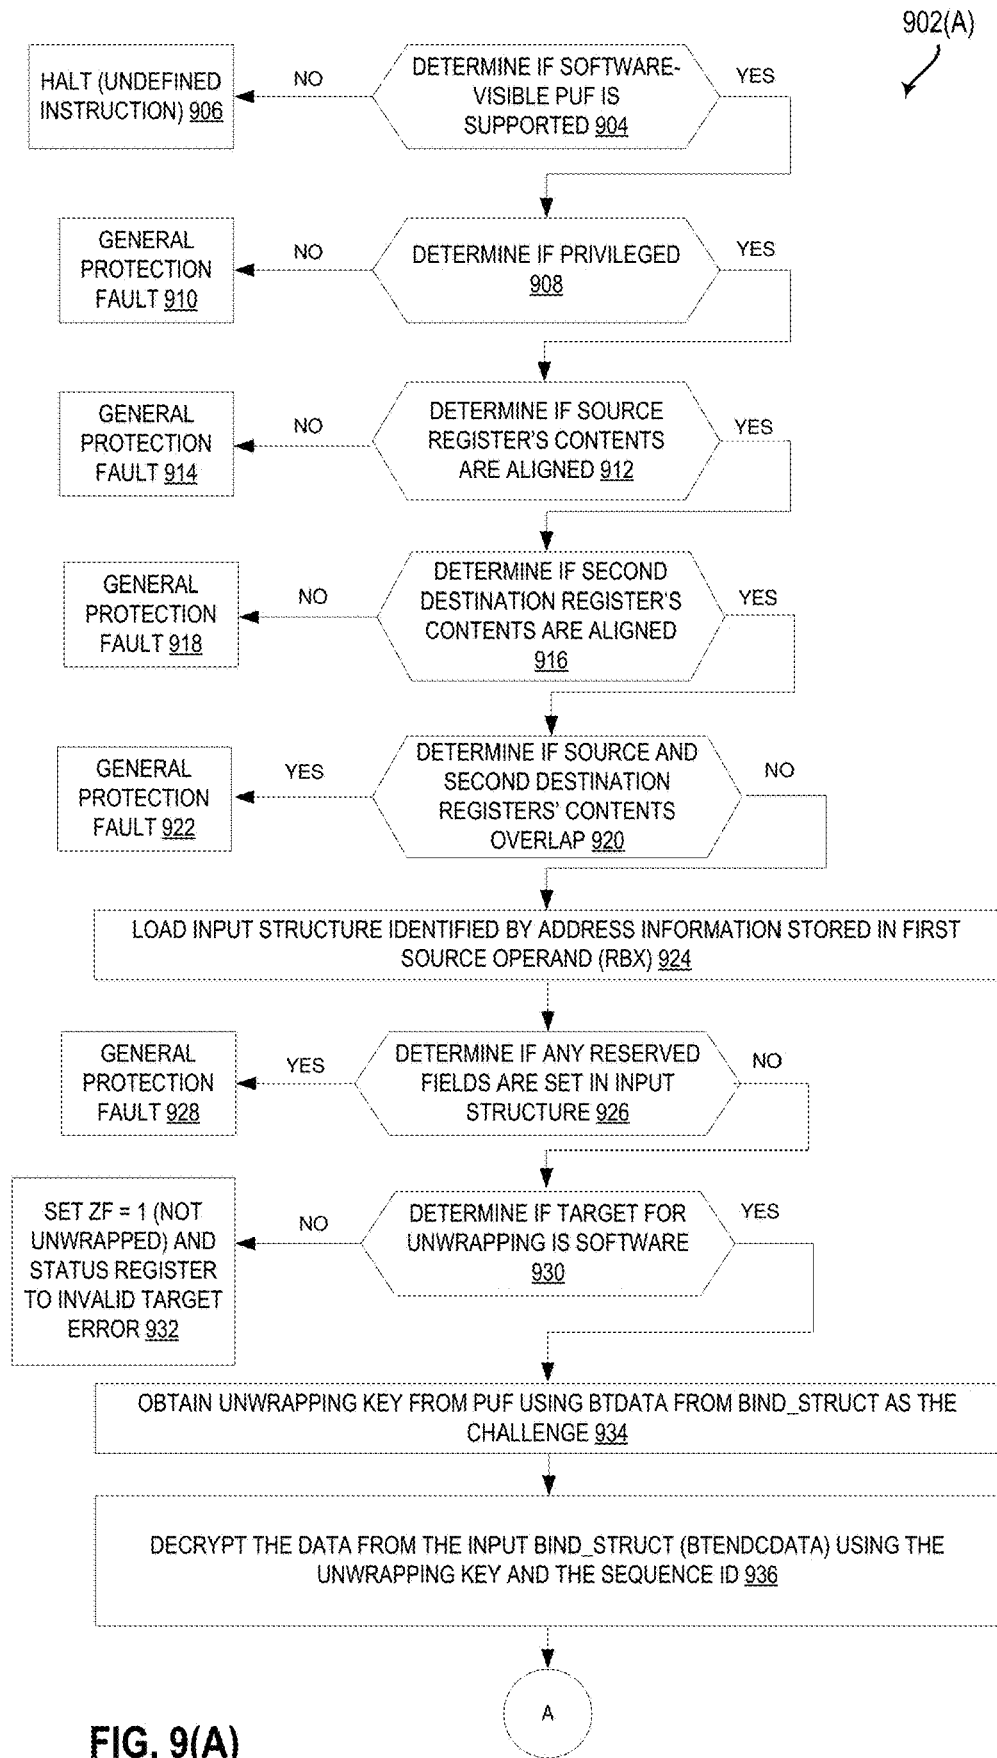 902(A)
HALT (UNDEFINED
INSTRUCTION) 906
NO
DETERMINE IF SOFTWARE-
VISIBLE PUF IS
SUPPORTED 904
YES
GENERAL
PROTECTION
FAULT 910
NO
DETERMINE IF PRIVILEGED
908
YES
GENERAL
PROTECTION
FAULT 914
NO
DETERMINE IF SOURCE
REGISTER'S CONTENTS
ARE ALIGNED 912
YES
GENERAL
PROTECTION
FAULT 918
NO
DETERMINE IF SECOND
DESTINATION REGISTER'S
CONTENTS ARE ALIGNED
916
YES
GENERAL
PROTECTION
FAULT 922
YES
DETERMINE IF SOURCE AND
SECOND DESTINATION
REGISTERS' CONTENTS
OVERLAP 920
NO
LOAD INPUT STRUCTURE IDENTIFIED BY ADDRESS INFORMATION STORED IN FIRST
SOURCE OPERAND (RBX) 924
GENERAL
PROTECTION
FAULT 928
YES
DETERMINE IF ANY RESERVED
FIELDS ARE SET IN INPUT
STRUCTURE 926
NO
SET ZF = 1 (NOT
UNWRAPPED) AND
STATUS REGISTER
TO INVALID TARGET
ERROR 932
NO
DETERMINE IF TARGET FOR
UNWRAPPING IS SOFTWARE
930
YES
OBTAIN UNWRAPPING KEY FROM PUF USING BTDATA FROM BIND_STRUCT AS THE
CHALLENGE 934
DECRYPT THE DATA FROM THE INPUT BIND_STRUCT (BTENDCDATA) USING THE
UNWRAPPING KEY AND THE SEQUENCE ID 936
A
FIG. 9(A)